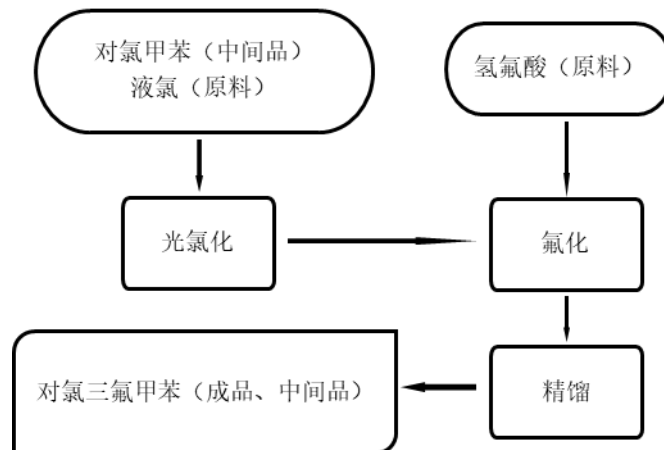 对氯甲苯（中间品）
液氯（原料）
氢氟酸（原料）
光氯化
氟化
对氯三氟甲苯（成品、中间品）
精馏